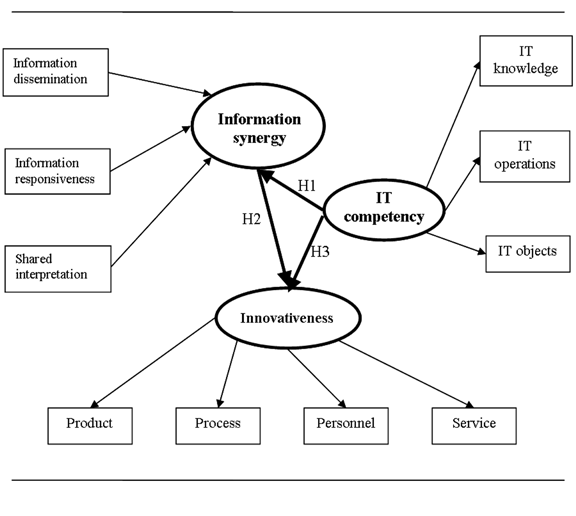 Information
dissemination
Information
responsiveness
Shared
interpretation
Information
synergy
IT
competency
IT
knowledge
IT
operations
IT objects
H1
H2
H3
Innovativeness
Product
Process
Personnel
Service